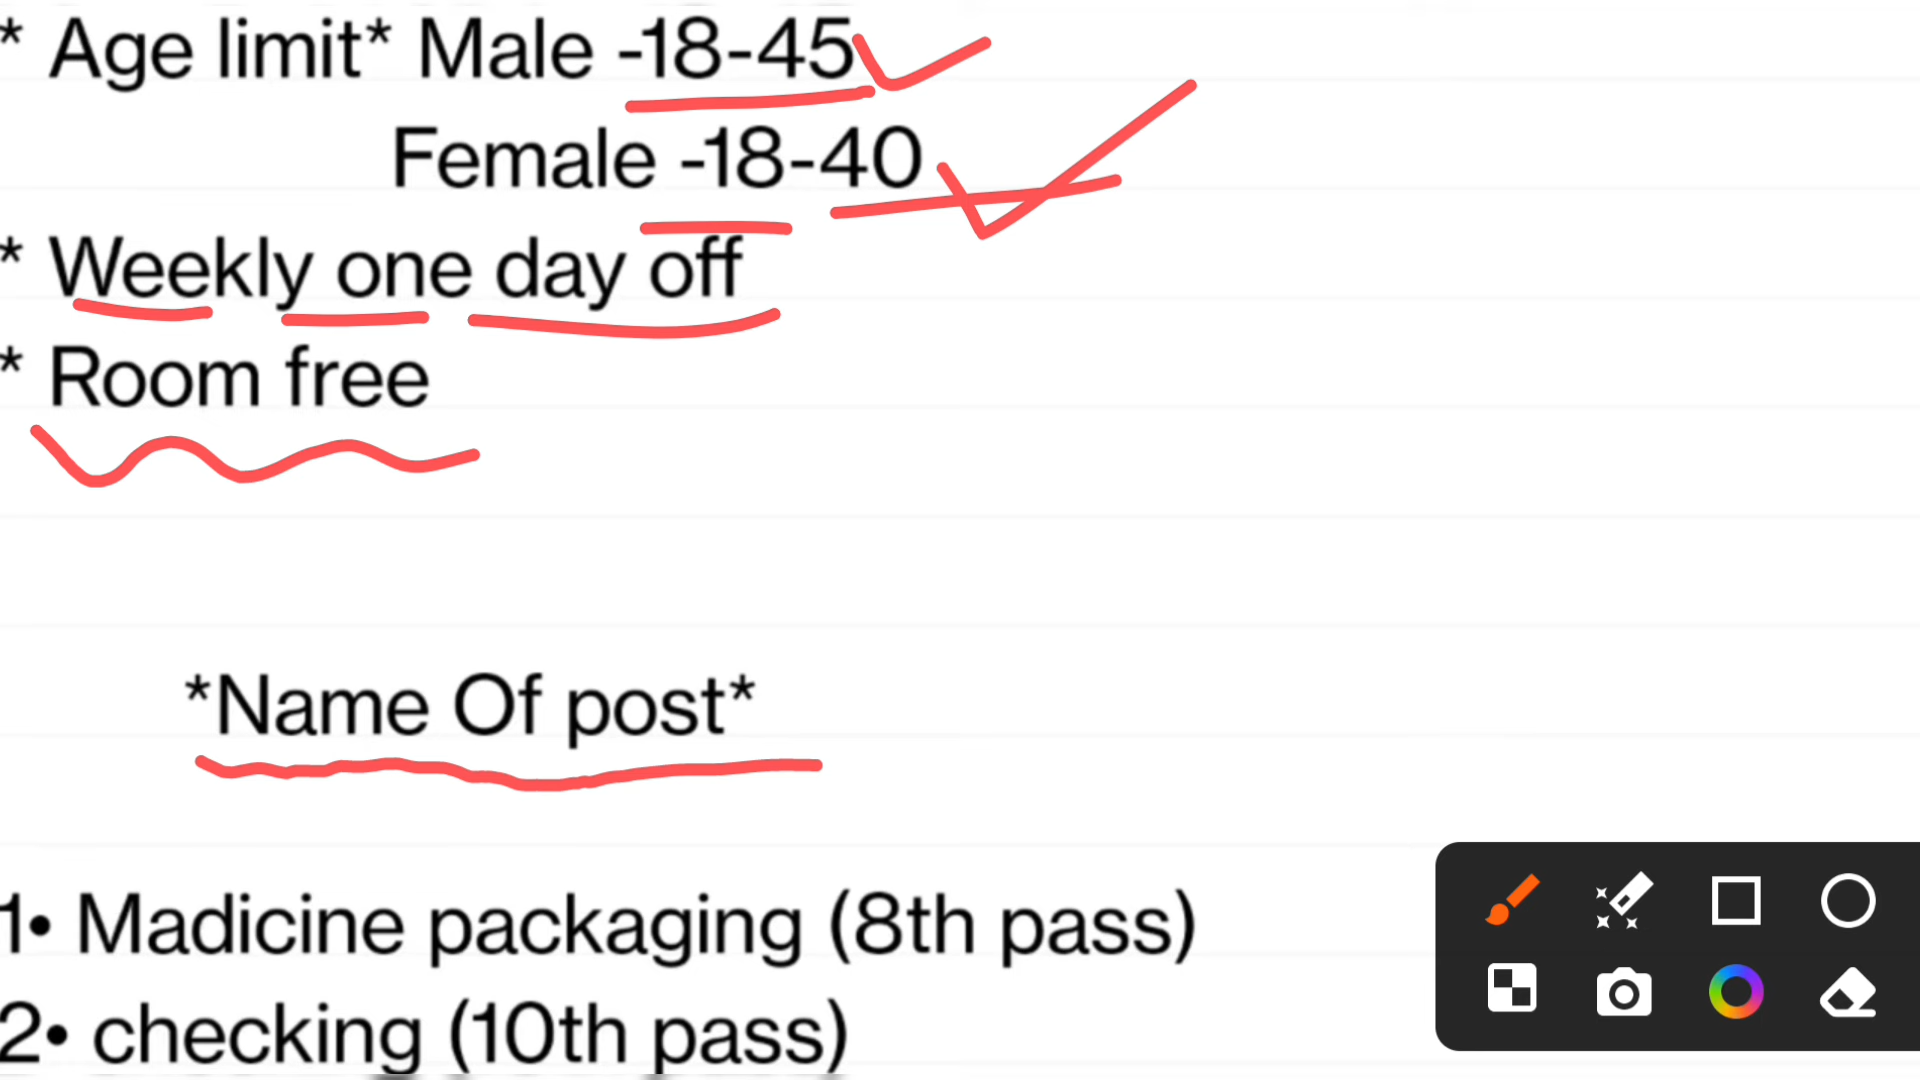 * Age limit* Male -18-45
Female -18-40
* Weekly one day off
* Room free
*Name Of post*
1• Madicine packaging (8th pass)
2• checking (10th pass)